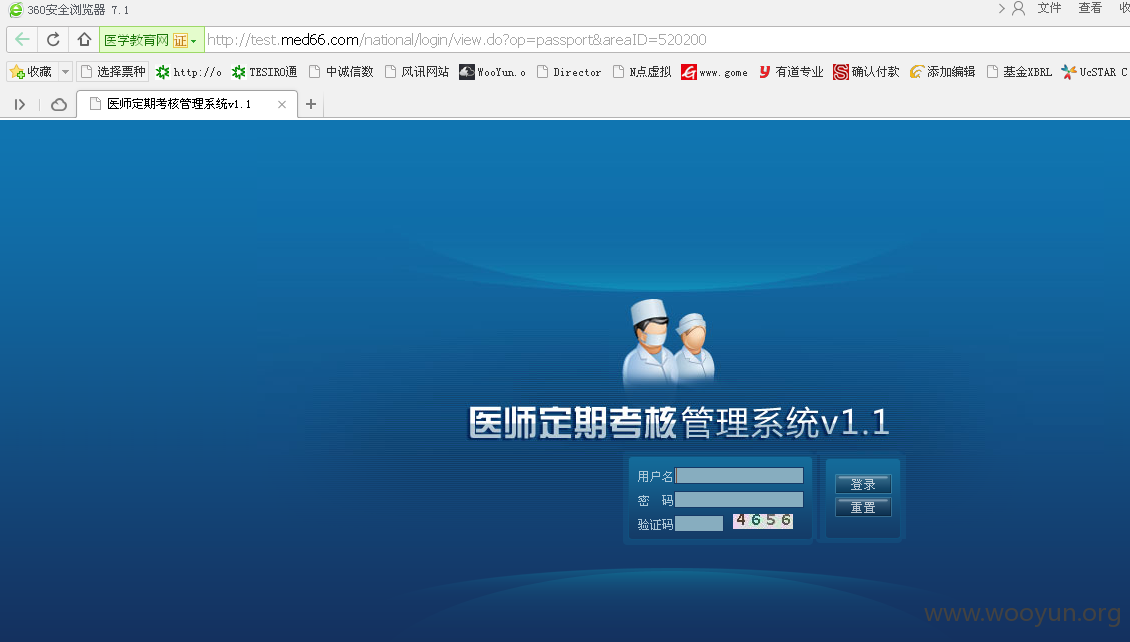 360安全浏览器 7.1
文件 查看 收
医学教育网 证 http://test.med66.com/national/login/view.do?op=passport&areaID=520200
收藏 选择票种 http://o TESIRO通 中诚信数 风讯网站 WooYun.o Director N点虚拟 www.gome 有道专业 确认付款 添加编辑 基金XBRL UcSTAR C
医师定期考核管理系统v1.1
医师定期考核管理系统v1.1
用户名
密 码
验证码 4656
登录
重置
www.wooyun.org